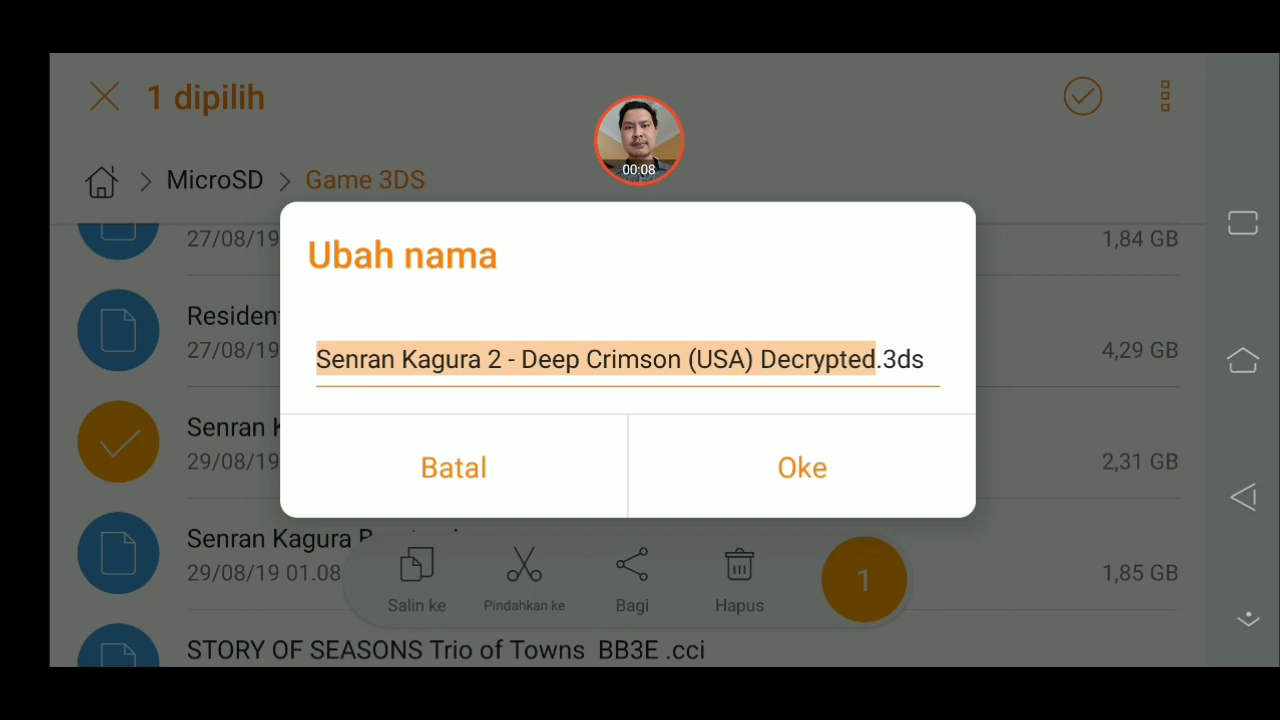 1 dipilih
00:08
MicroSD > Game 3DS
27/08/19
1,84 GB
Ubah nama
Residen
27/08/19
4,29 GB
Senran Kagura 2 - Deep Crimson (USA) Decrypted.3ds
Senran
29/08/19
2,31 GB
Batal
Oke
Senran Kagura
29/08/19 01.08
1,85 GB
Salin ke
Pindahkan ke
Bagi
Hapus
1
STORY OF SEASONS Trio of Towns BB3E .cci